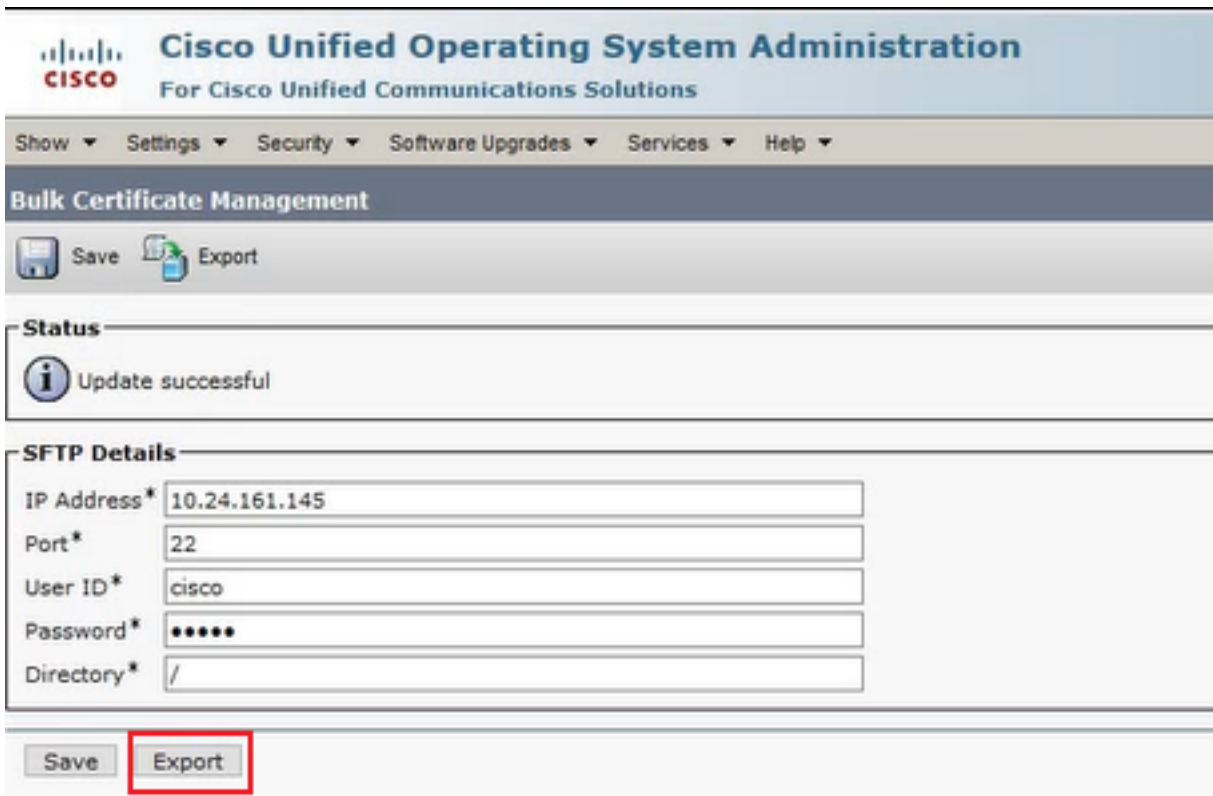 CISCO
Cisco Unified Operating System Administration
For Cisco Unified Communications Solutions
Show Settings Security Software Upgrades Services Help
Bulk Certificate Management
Save Export
Status
i Update successful
SFTP Details
IP Address* 10.24.161.145
Port* 22
User ID* cisco
Password* •••••
Directory* /
Save Export